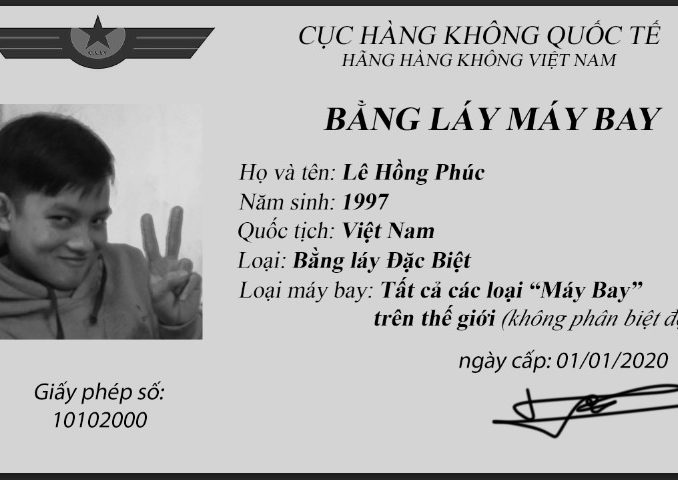 CỤC HÀNG KHÔNG QUỐC TẾ
HÃNG HÀNG KHÔNG VIỆT NAM
BẰNG LÁY MÁY BAY
Họ và tên: Lê Hồng Phúc
Năm sinh: 1997
Quốc tịch: Việt Nam
Loại: Bằng láy Đặc Biệt
Loại máy bay: Tất cả các loại “Máy Bay”
trên thế giới (không phân biệt
ngày cấp: 01/01/2020
Giấy phép số:
10102000